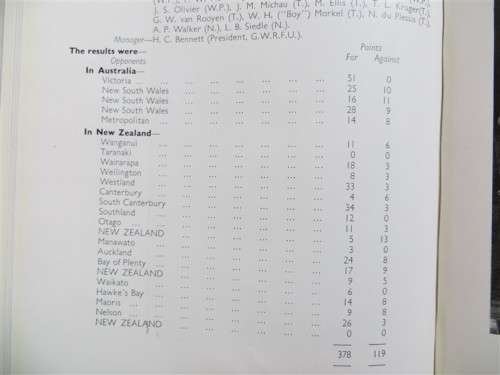 J. S. Olivier (W.P.), J. M. Michau (T.), M. Ellis (T.), T. L. Kruger (T.),
G. W. van Rooyen (T.), W. H. ("Boy") Morkel (T.), N. du Plessis (T.),
A. P. Walker (N.), L. B. Siedle (N.).
Manager—H. C. Bennett (President, G.W.R.F.U.).
The results were— Points
Opponents For Against
In Australia—
Victoria ... ... ... ... ... ... ... 51 0
New South Wales ... ... ... ... ... ... 25 10
New South Wales ... ... ... ... ... ... 16 11
New South Wales ... ... ... ... ... ... 28 9
Metropolitan ... ... ... ... ... ... ... 14 8
In New Zealand—
Wanganui ... ... ... ... ... ... ... 11 6
Taranaki ... ... ... ... ... ... ... 0 0
Wairarapa ... ... ... ... ... ... ... 18 3
Wellington ... ... ... ... ... ... ... 8 3
Westland ... ... ... ... ... ... ... 33 3
Canterbury ... ... ... ... ... ... ... 4 6
South Canterbury ... ... ... ... ... ... 34 3
Southland ... ... ... ... ... ... ... 12 0
Otago ... ... ... ... ... ... ... 11 3
NEW ZEALAND ... ... ... ... ... ... 5 13
Manawato ... ... ... ... ... ... ... 3 0
Auckland ... ... ... ... ... ... ... 24 8
Bay of Plenty ... ... ... ... ... ... ... 17 9
NEW ZEALAND ... ... ... ... ... ... 9 5
Waikato ... ... ... ... ... ... ... 6 0
Hawke's Bay ... ... ... ... ... ... ... 14 8
Maoris ... ... ... ... ... ... ... 9 8
Nelson ... ... ... ... ... ... ... 26 3
NEW ZEALAND ... ... ... ... ... ... 0 0
378 119